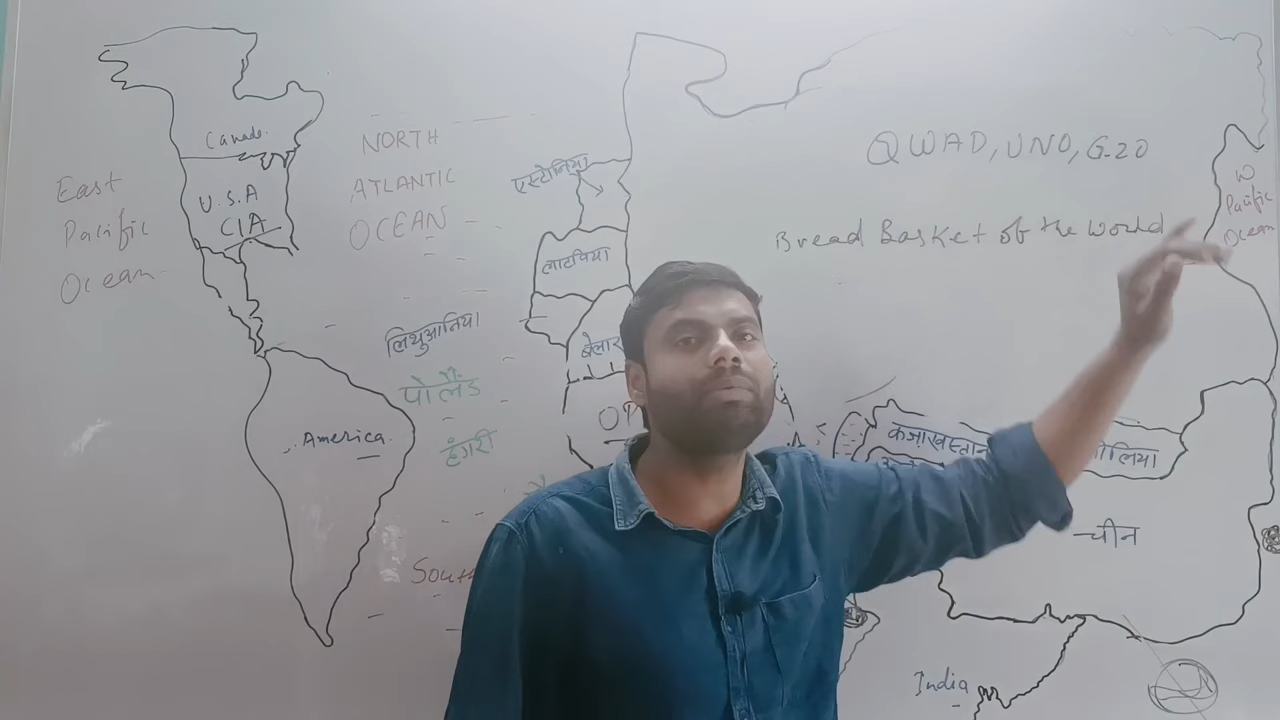 Canada.
U.S.A
CIA
East
Pacific
Ocean
NORTH
ATLANTIC
OCEAN
America.
एस्टोनिया
लाटविया
लिथुआनिया
पोलैंड
हंगरी
QWAD, UNO, G.20
Bread Basket of the World
W
Pacific
Ocean
कजाखस्तान
चीन
India